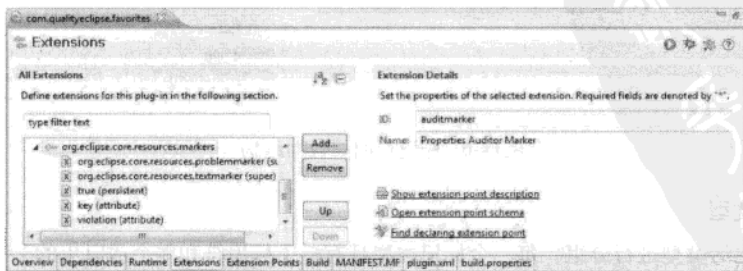 com.qualityeclipse.favorites
Extensions
All Extensions
Define extensions for this plug-in in the following section.
type filter text
org.eclipse.core.resources.markers
org.eclipse.core.resources.problemmarker (su
org.eclipse.core.resources.textmarker (super)
true (persistent)
key (attribute)
violation (attribute)
Add...
Remove
Up
Down
Extension Details
Set the properties of the selected extension. Required fields are denoted by "*".
ID: auditmarker
Name: Properties Auditor Marker
Show extension point description
Open extension point schema
Find declaring extension point
Overview Dependencies Runtime Extensions Extension Points Build MANIFEST.MF plugin.xml build.properties